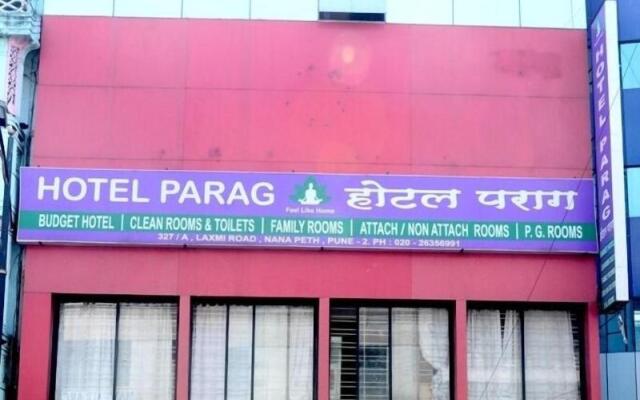 HOTEL PARAG होटल पराग
Feel Like Home
BUDGET HOTEL | CLEAN ROOMS & TOILETS | FAMILY ROOMS | ATTACH / NON ATTACH ROOMS | P. G. ROOMS
327 / A , LAXMI ROAD , NANA PETH , PUNE - 2. PH : 020 - 26356991
HOTEL PARAG